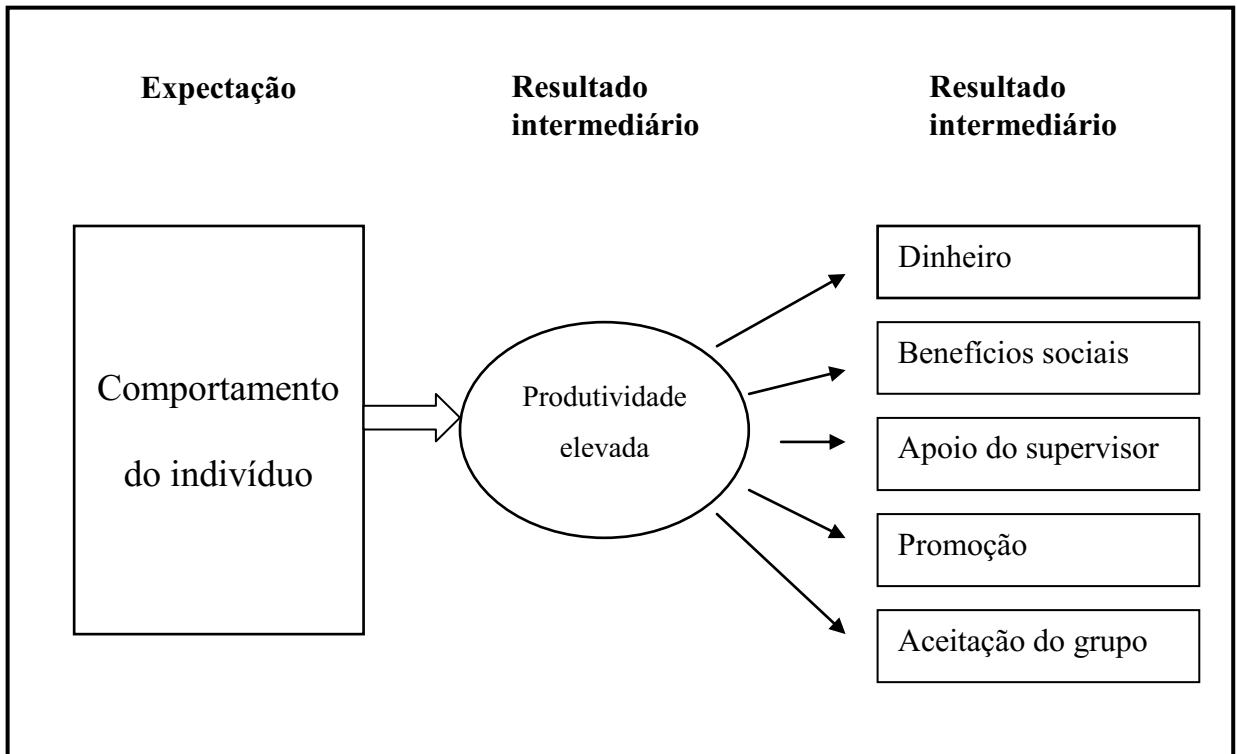 Expectação
Resultado
intermediário
Resultado
intermediário
Comportamento
do indivíduo
Produtividade
elevada
Dinheiro
Benefícios sociais
Apoio do supervisor
Promoção
Aceitação do grupo